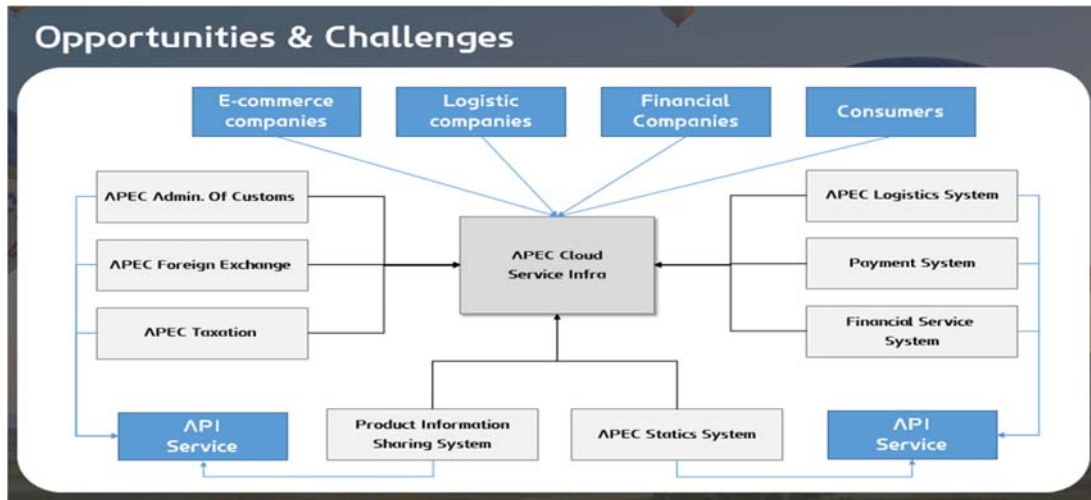 Opportunities & Challenges
E-commerce
companies
Logistic
companies
Financial
Companies
Consumers
APEC Admin. Of Customs
APEC Foreign Exchange
APEC Taxation
APEC Cloud
Service Infra
APEC Logistics System
Payment System
Financial Service
System
API
Service
Product Information
Sharing System
APEC Statics System
API
Service